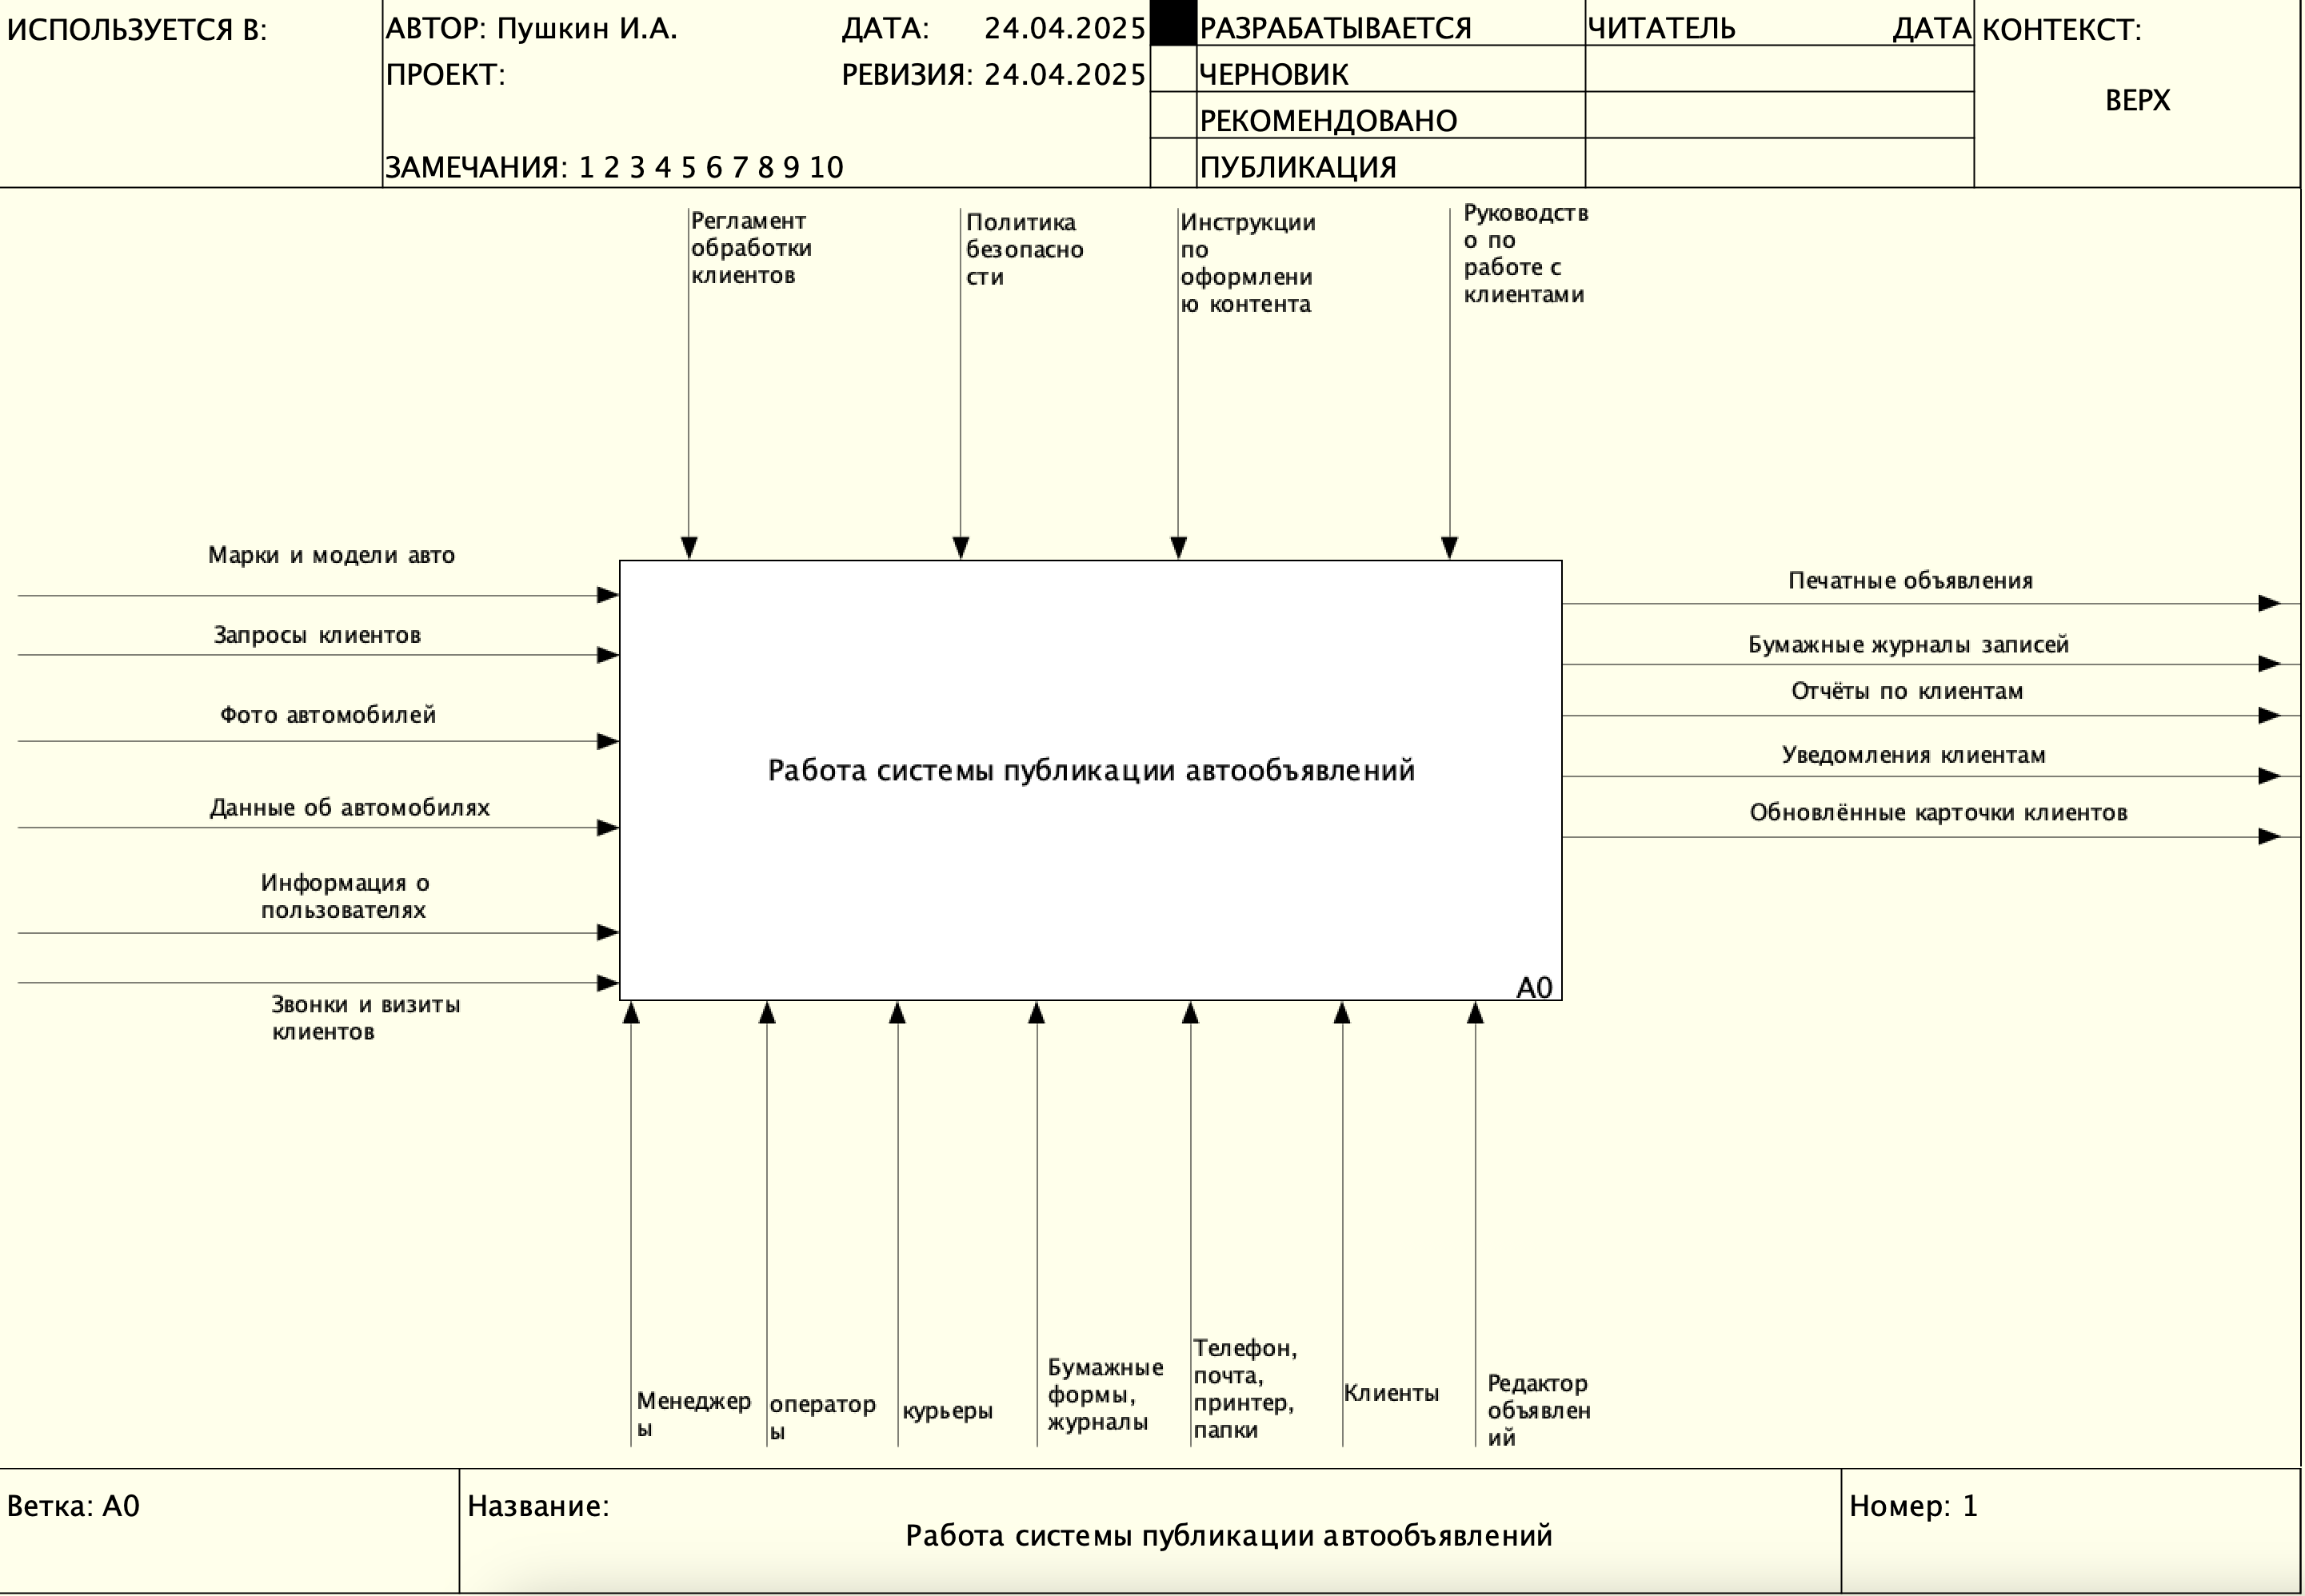 ИСПОЛЬЗУЕТСЯ В:
АВТОР: Пушкин И.А.
ДАТА: 24.04.2025
ПРОЕКТ:
РЕВИЗИЯ: 24.04.2025
ЗАМЕЧАНИЯ: 1 2 3 4 5 6 7 8 9 10
РАЗРАБАТЫВАЕТСЯ
ЧЕРНОВИК
РЕКОМЕНДОВАНО
ПУБЛИКАЦИЯ
ЧИТАТЕЛЬ
ДАТА
КОНТЕКСТ:
ВЕРХ
Регламент
обработки
клиентов
Политика
безопасно
сти
Инструкции
по
оформлени
ю контента
Руководств
о по
работе с
клиентами
Марки и модели авто
Запросы клиентов
Фото автомобилей
Данные об автомобилях
Информация о
пользователях
Звонки и визиты
клиентов
Работа системы публикации автообъявлений
A0
Печатные объявления
Бумажные журналы записей
Отчёты по клиентам
Уведомления клиентам
Обновлённые карточки клиентов
Менеджер
ы
оператор
ы
курьеры
Бумажные
формы,
журналы
Телефон,
почта,
принтер,
папки
Клиенты
Редактор
объявлен
ий
Ветка: A0
Название:
Работа системы публикации автообъявлений
Номер: 1